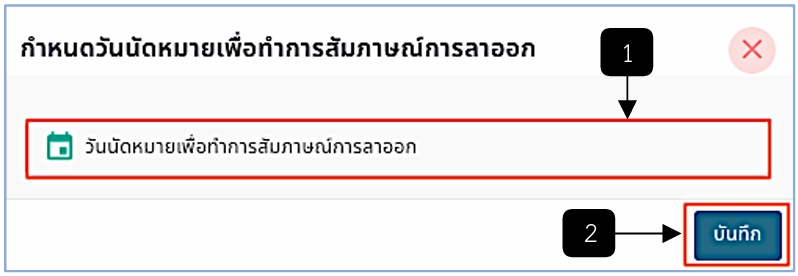 กำหนดวันนัดหมายเพื่อทำการสัมภาษณ์การลาออก
1
วันนัดหมายเพื่อทำการสัมภาษณ์การลาออก
2
บันทึก